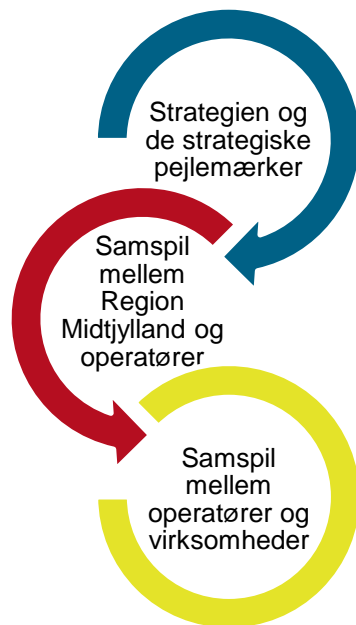 Strategien og
de strategiske
pejlemærker
Samspil
mellem
Region
Midtjylland og
operatører
Samspil
mellem
operatører og
virksomheder